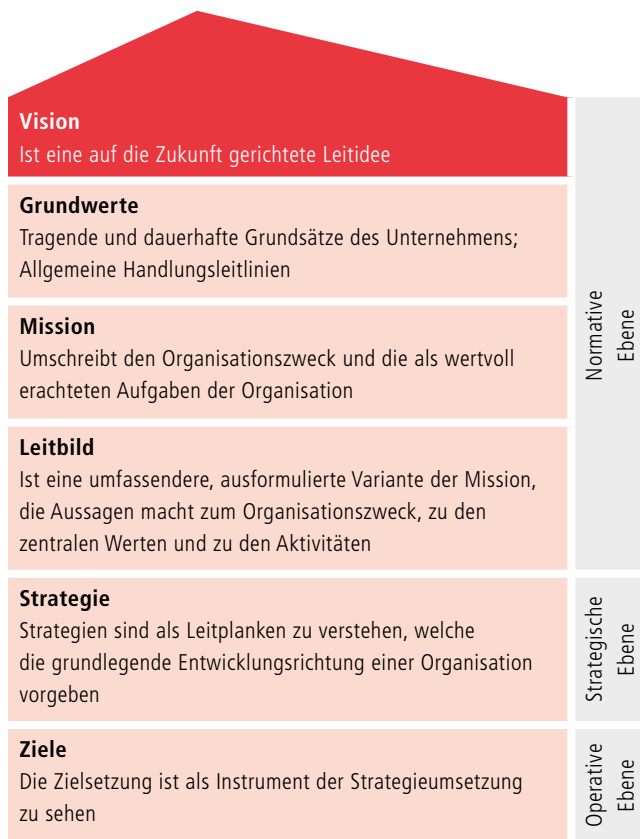 Vision
Ist eine auf die Zukunft gerichtete Leitidee
Grundwerte
Tragende und dauerhafte Grundsätze des Unternehmens;
Allgemeine Handlungsleitlinien
Mission
Umschreibt den Organisationszweck und die als wertvoll
erachteten Aufgaben der Organisation
Leitbild
Ist eine umfassendere, ausformulierte Variante der Mission,
die Aussagen macht zum Organisationszweck, zu den
zentralen Werten und zu den Aktivitäten
Normative
Ebene
Strategie
Strategien sind als Leitplanken zu verstehen, welche
die grundlegende Entwicklungsrichtung einer Organisation
vorgeben
Strategische
Ebene
Ziele
Die Zielsetzung ist als Instrument der Strategieumsetzung
zu sehen
Operative
Ebene